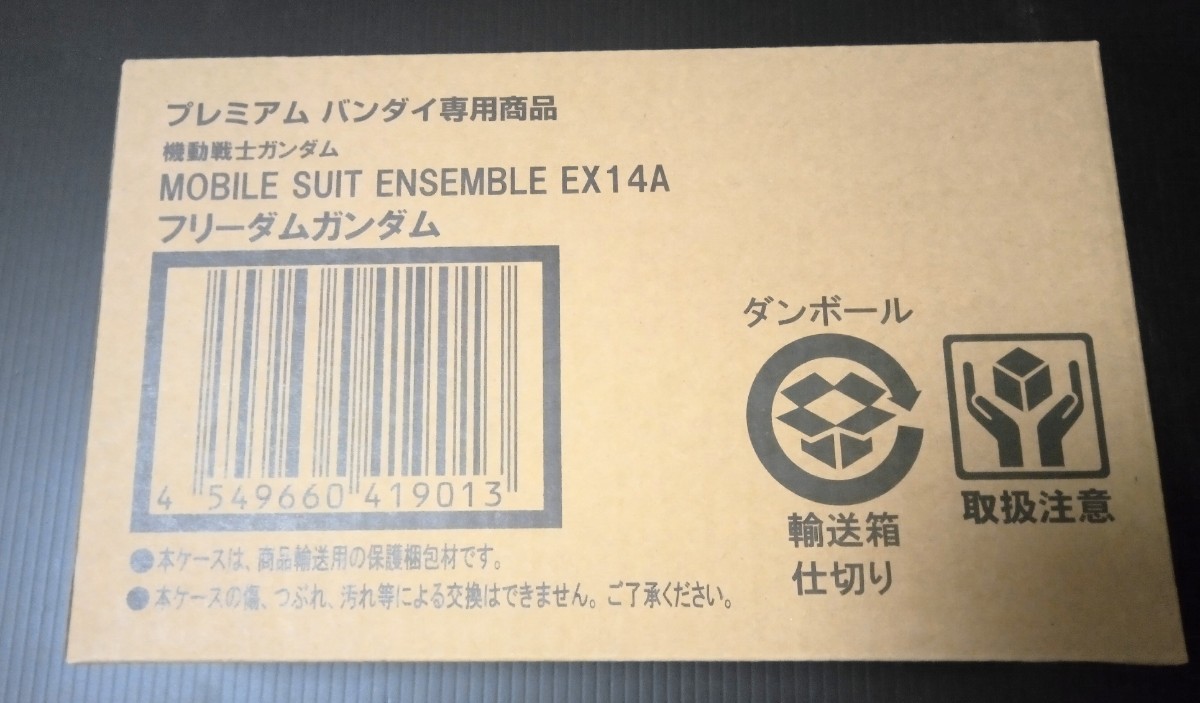 プレミアム バンダイ専用商品
機動戦士ガンダム
MOBILE SUIT ENSEMBLE EX14A
フリーダムガンダム
4 549660 419013
●本ケースは、商品輸送用の保護梱包材です。
●本ケースの傷、つぶれ、汚れ等による交換はできません。ご了承ください。
ダンボール
輸送箱
仕切り
取扱注意